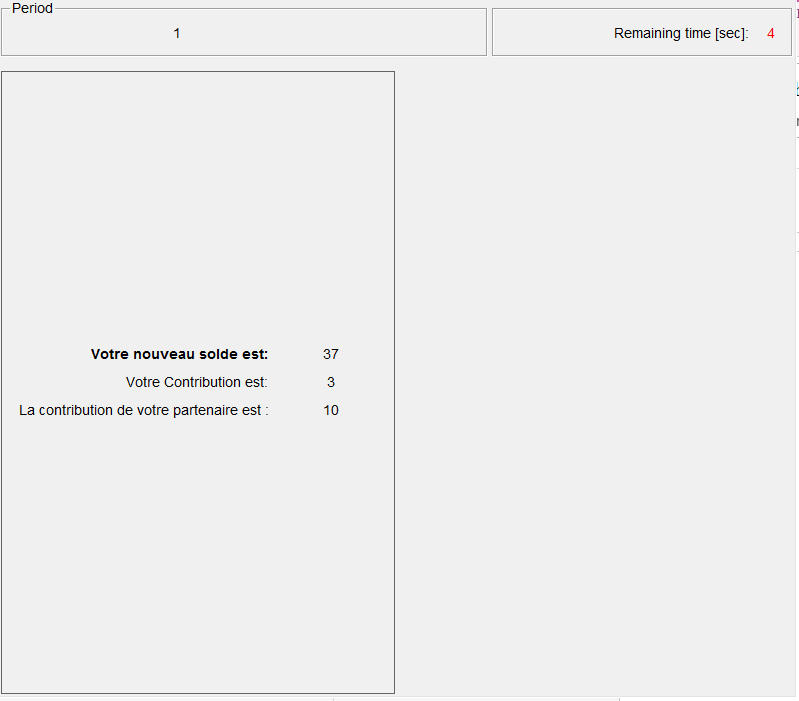 Period
1
Remaining time [sec]: 4
Votre nouveau solde est: 37
Votre Contribution est: 3
La contribution de votre partenaire est : 10